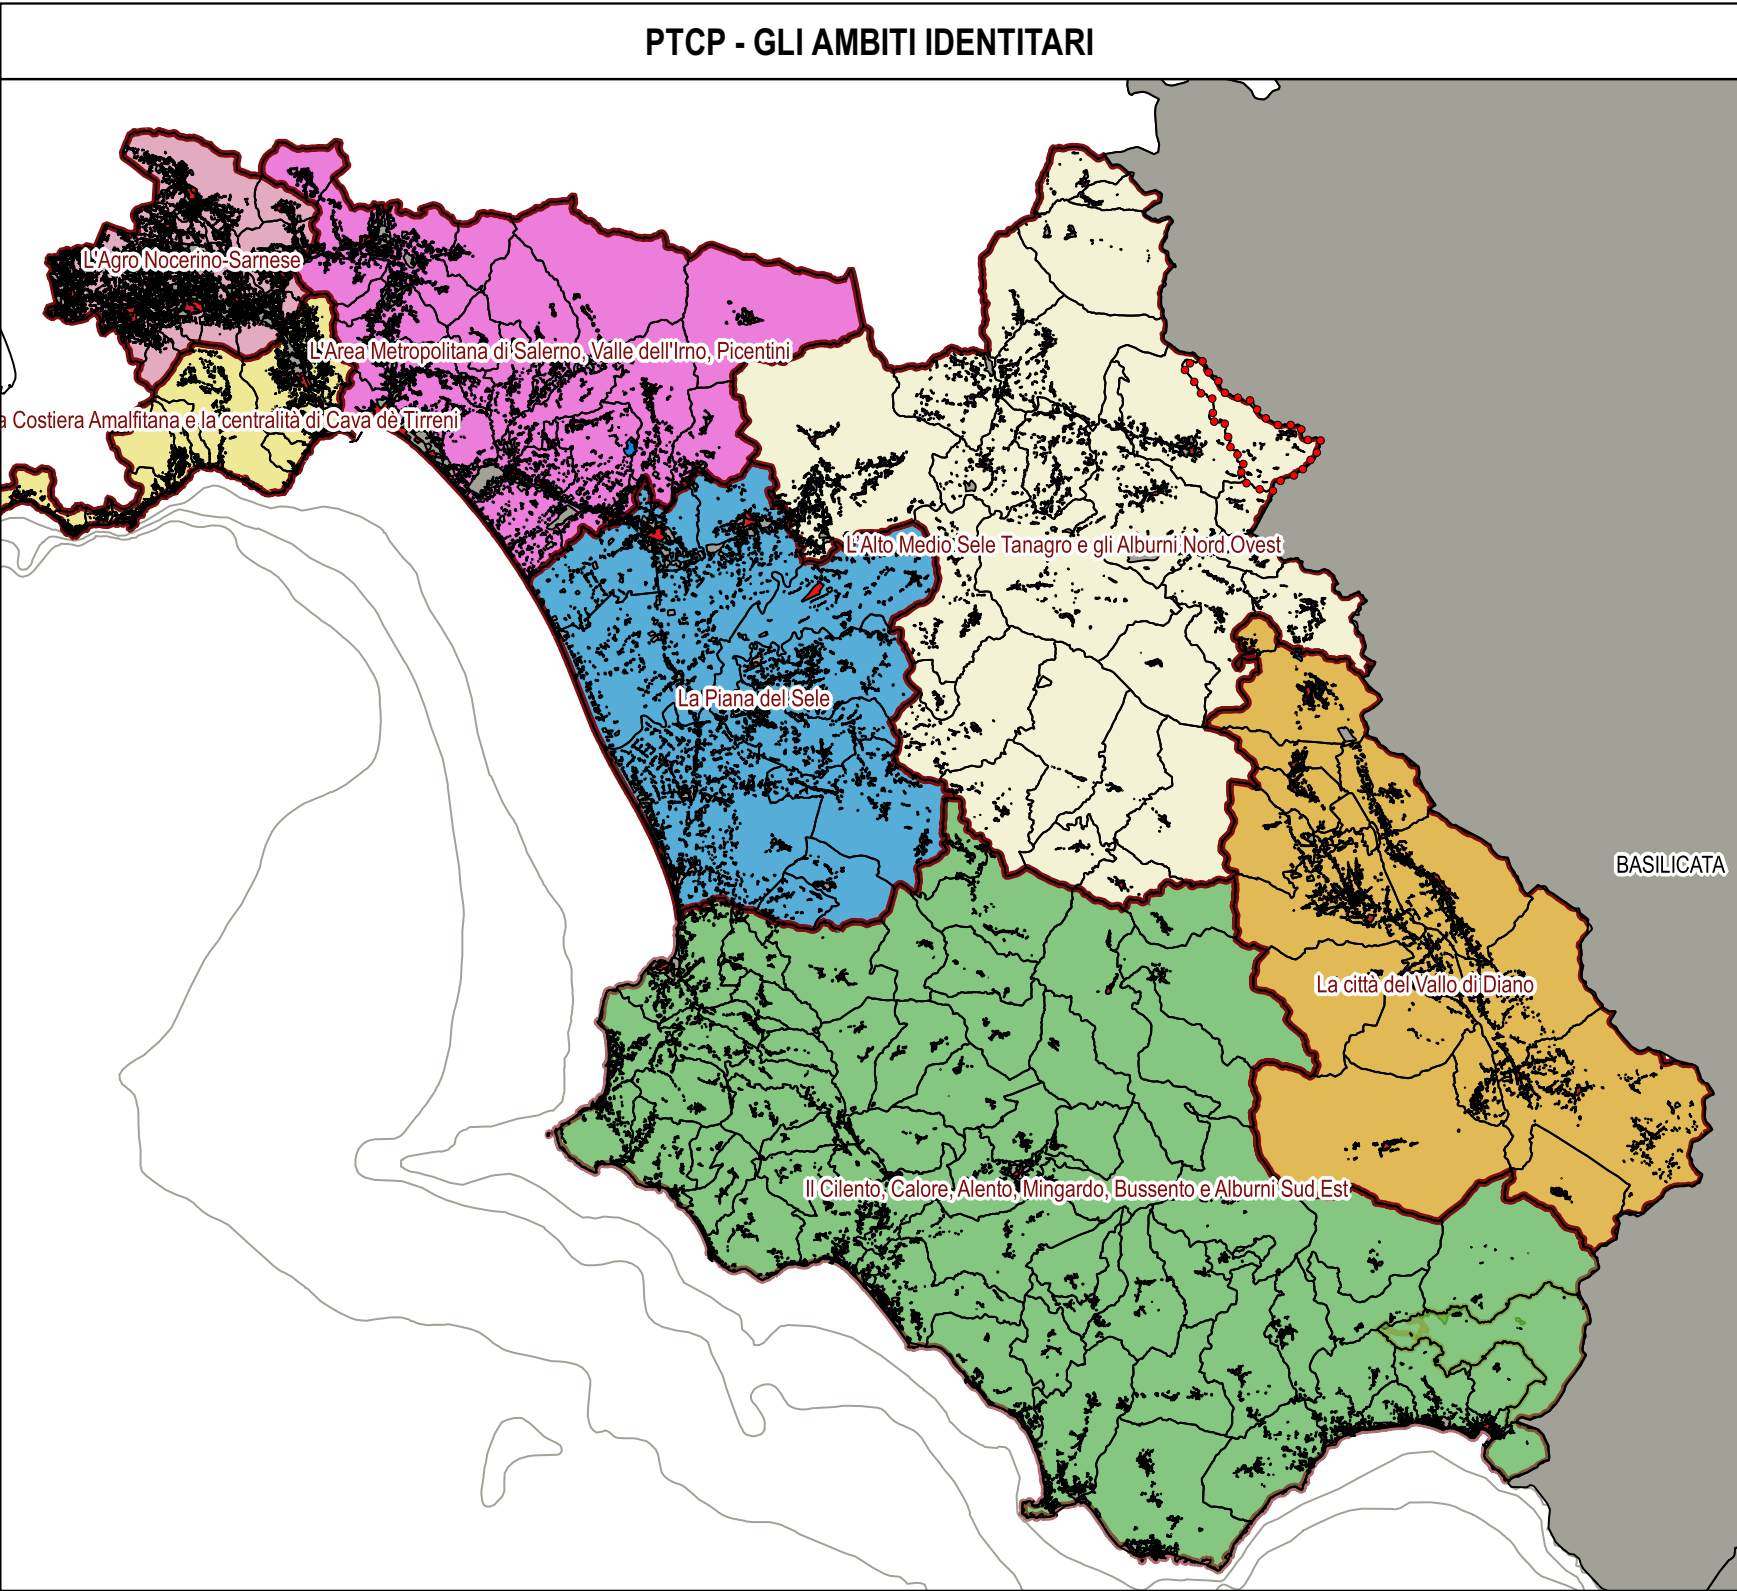 PTCP - GLI AMBITI IDENTITARI
L'Agro Nocerino-Sarnese
L'Area Metropolitana di Salerno, Valle dell'Irno, Picentini
a Costiera Amalfitana e la centralità di Cava dè Tirreni
L'Alto Medio Sele Tanagro e gli Alburni Nord Ovest
La Piana del Sele
BASILICATA
La città del Vallo di Diano
Il Cilento, Calore, Alento, Mingardo, Bussento e Alburni Sud Est